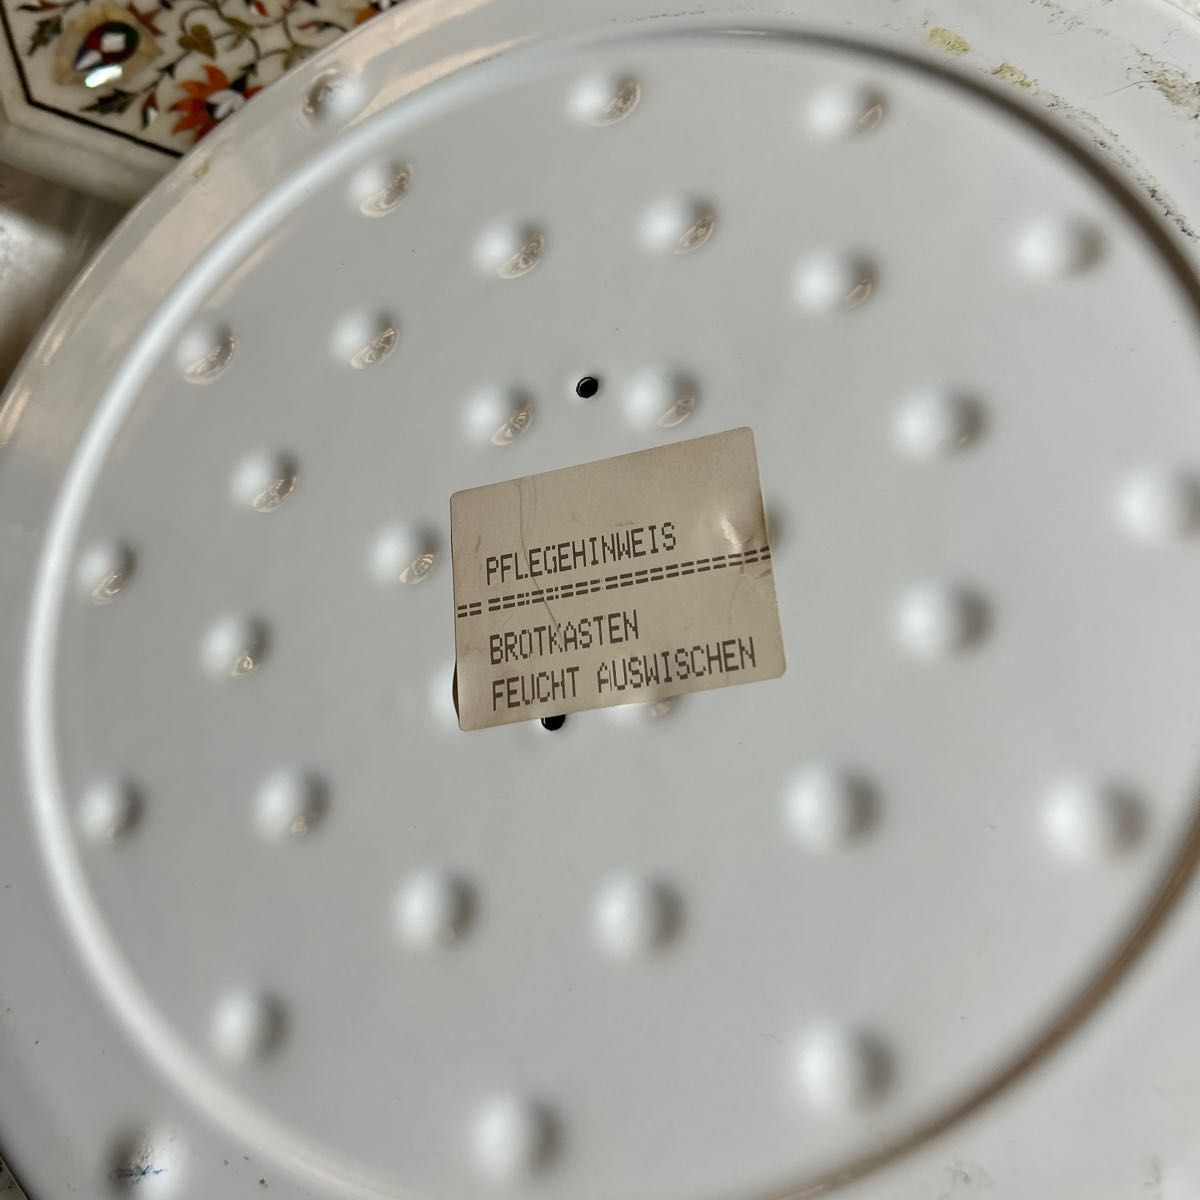 PFLEGEHINWEIS
== ====:====:=============
BROTKASTEN
FEUCHT AUSWISCHEN